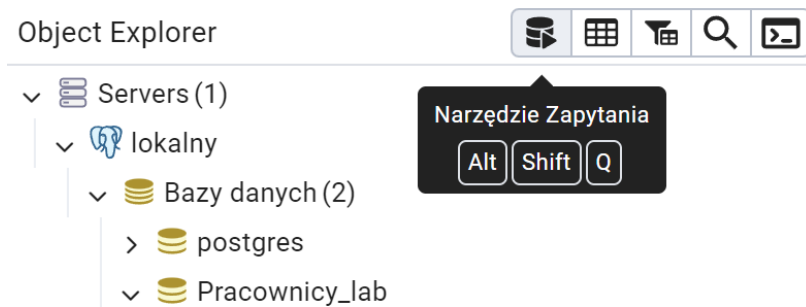 Object Explorer
Servers (1)
Narzędzie Zapytania
lokalny
Alt Shift Q
Bazy danych (2)
postgres
Pracownicy_lab